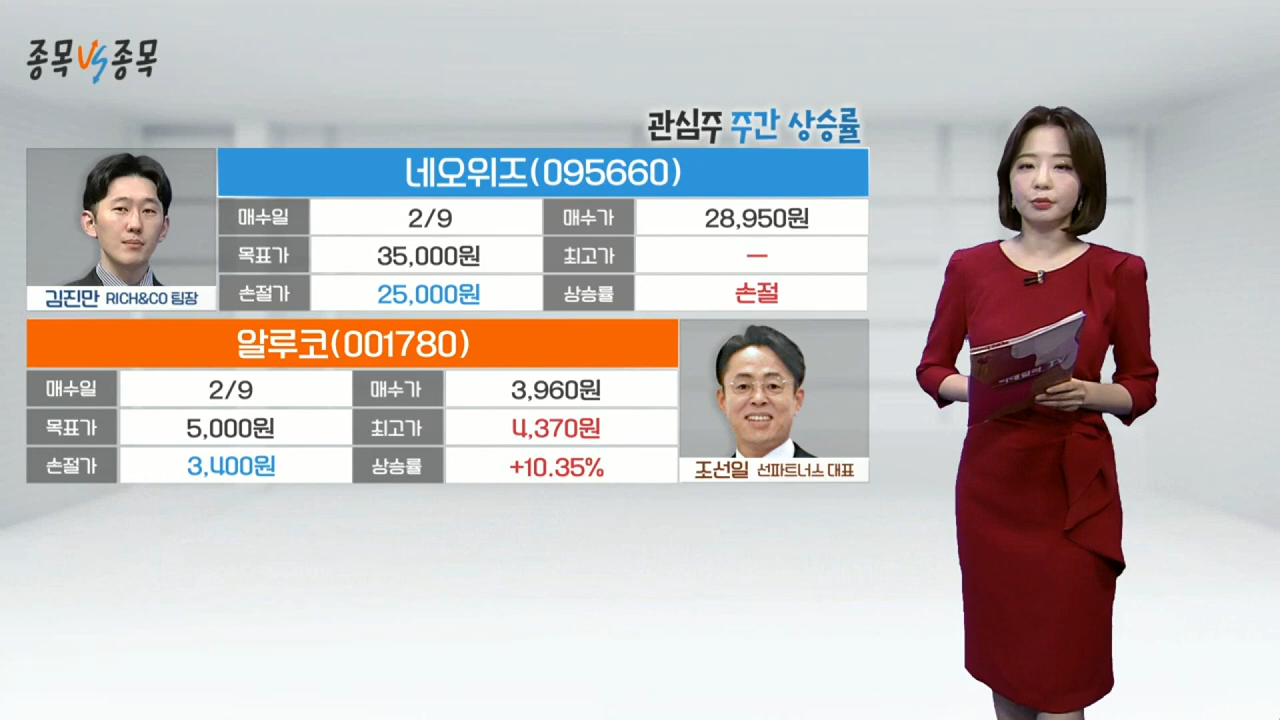 종목VS종목
관심주 주간 상승률
네오위즈(095660)
매수일 2/9 매수가 28,950원
목표가 35,000원 최고가 —
손절가 25,000원 상승률 손절
김진만 RICH&CO 팀장
알루코(001780)
매수일 2/9 매수가 3,960원
목표가 5,000원 최고가 4,370원
손절가 3,400원 상승률 +10.35%
조선일 선파트너스 대표